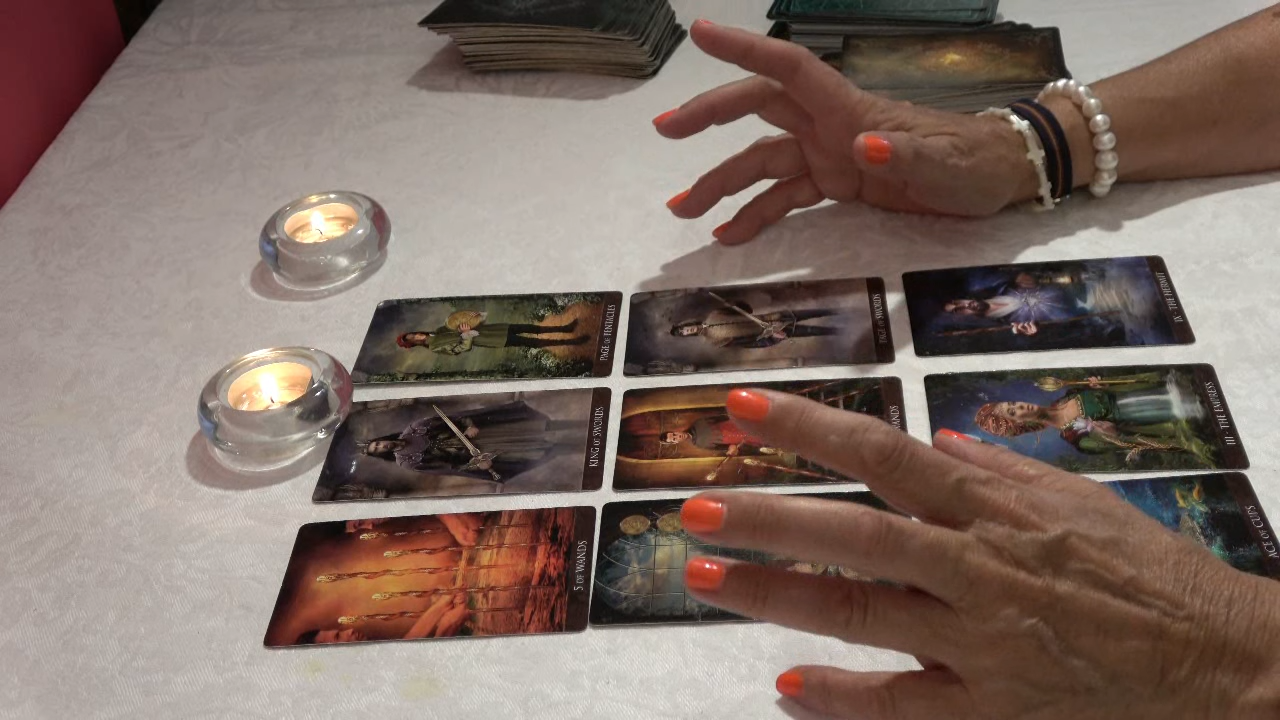 PAGE OF PENTACLES
PAGE OF SWORDS
IX · THE HERMIT
KING OF SWORDS
ANDS
III · THE EMPRESS
5 OF WANDS
ACE OF CUPS